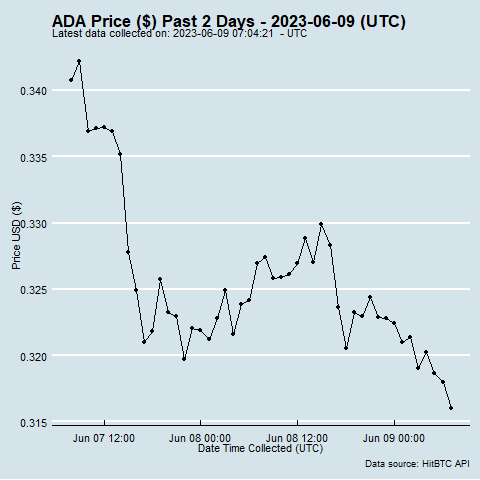 ADA Price ($) Past 2 Days - 2023-06-09 (UTC)
Latest data collected on: 2023-06-09 07:04:21  - UTC
0.340
0.335
0.330
0.325
0.320
0.315
Price USD ($)
Jun 07 12:00 Jun 08 00:00 Jun 08 12:00 Jun 09 00:00
Date Time Collected (UTC)
Data source: HitBTC API